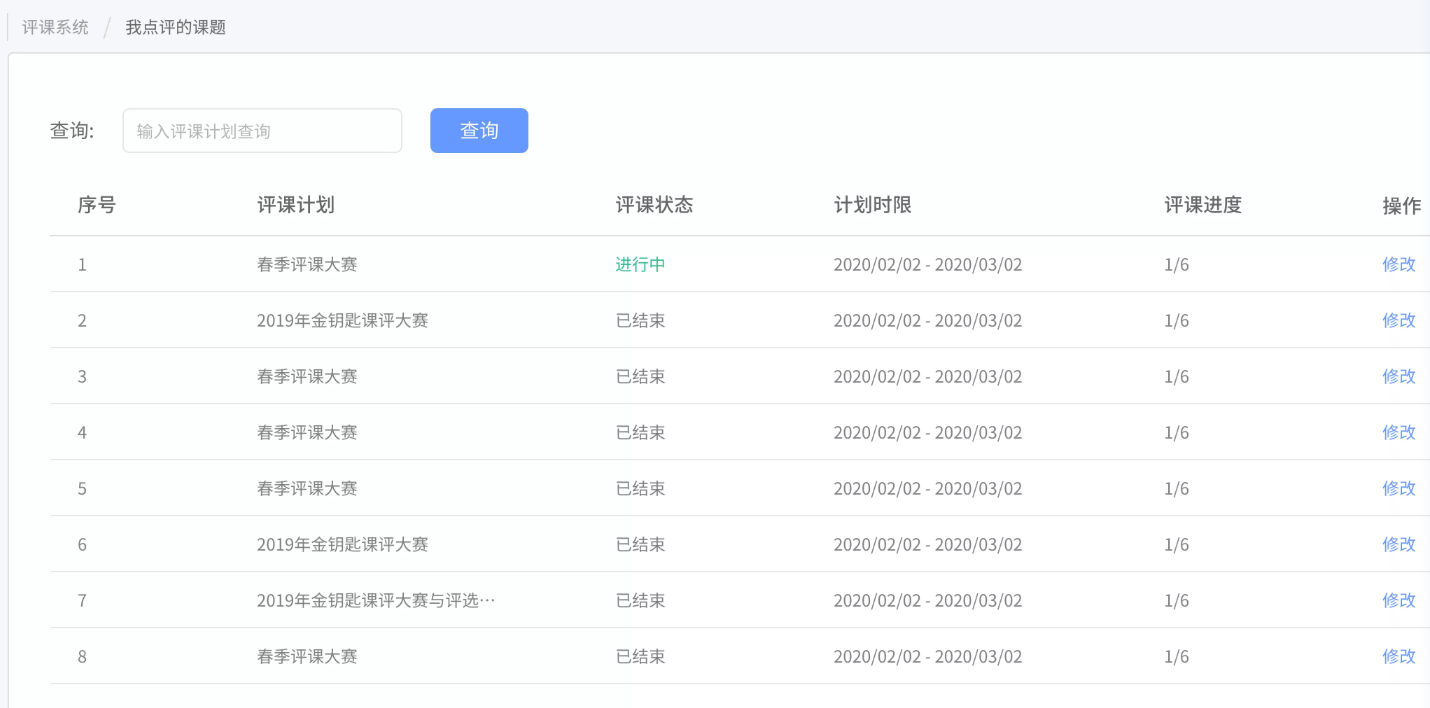 评课系统 / 我点评的课题
查询: 输入评课计划查询 查询
序号 评课计划 评课状态 计划时限 评课进度 操作
1 春季评课大赛 进行中 2020/02/02 - 2020/03/02 1/6 修改
2 2019年金钥匙课评大赛 已结束 2020/02/02 - 2020/03/02 1/6 修改
3 春季评课大赛 已结束 2020/02/02 - 2020/03/02 1/6 修改
4 春季评课大赛 已结束 2020/02/02 - 2020/03/02 1/6 修改
5 春季评课大赛 已结束 2020/02/02 - 2020/03/02 1/6 修改
6 2019年金钥匙课评大赛 已结束 2020/02/02 - 2020/03/02 1/6 修改
7 2019年金钥匙课评大赛与评选… 已结束 2020/02/02 - 2020/03/02 1/6 修改
8 春季评课大赛 已结束 2020/02/02 - 2020/03/02 1/6 修改